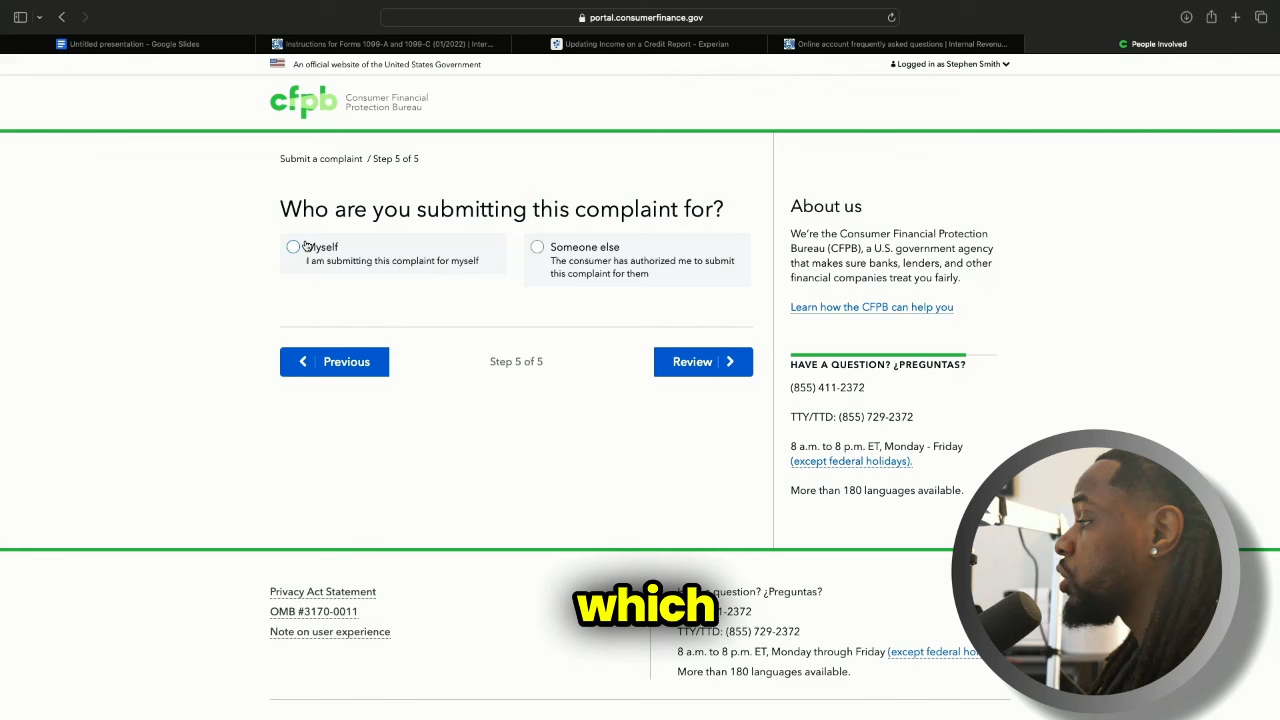 portal.consumerfinance.gov
Untitled presentation - Google Slides
Instructions for Forms 1099-A and 1099-C (01/2022) | Inter...
Updating Income on a Credit Report - Experian
Online account frequently asked questions | Internal Revenu...
People Involved
An official website of the United States Government
Logged in as Stephen Smith
cfpb
Consumer Financial
Protection Bureau
Submit a complaint / Step 5 of 5
Who are you submitting this complaint for?
Myself
I am submitting this complaint for myself
Someone else
The consumer has authorized me to submit
this complaint for them
Previous
Step 5 of 5
Review
About us
We're the Consumer Financial Protection
Bureau (CFPB), a U.S. government agency
that makes sure banks, lenders, and other
financial companies treat you fairly.
Learn how the CFPB can help you
HAVE A QUESTION? ¿PREGUNTAS?
(855) 411-2372
TTY/TTD: (855) 729-2372
8 a.m. to 8 p.m. ET, Monday - Friday
(except federal holidays).
More than 180 languages available.
Privacy Act Statement
OMB #3170-0011
Note on user experience
question? ¿Preguntas?
1-2372
TTY/TTD: (855) 729-2372
8 a.m. to 8 p.m. ET, Monday through Friday (except federal
More than 180 languages available.
which